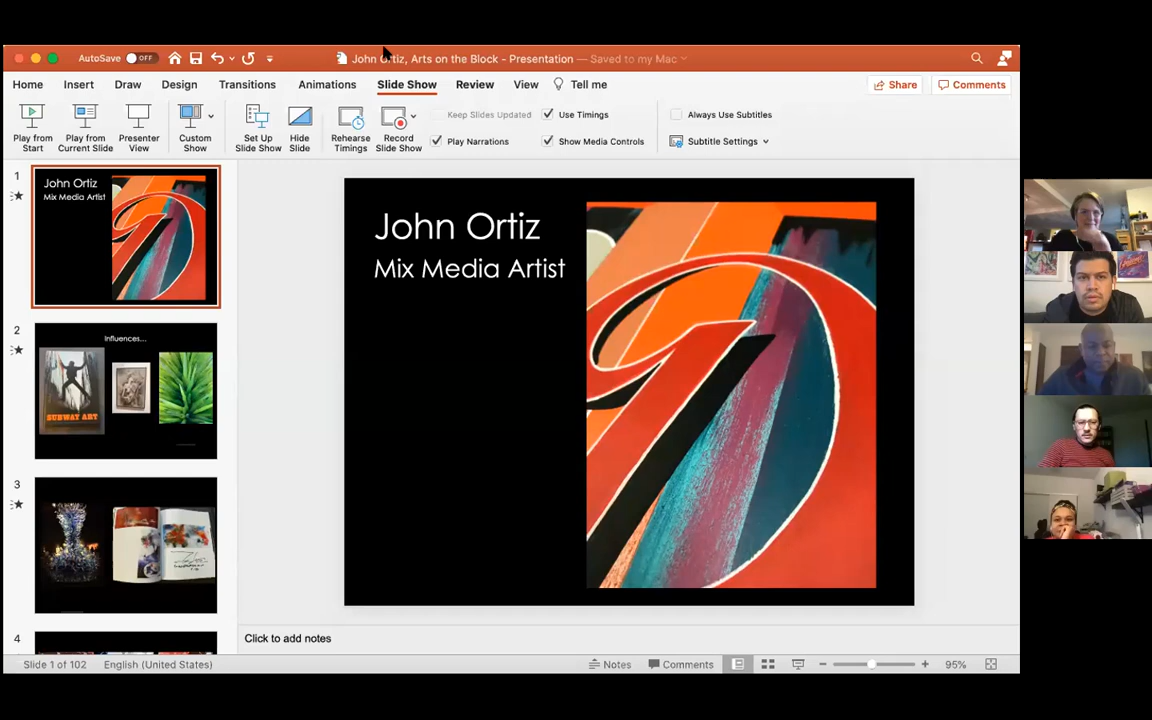 AutoSave OFF
John Ortiz, Arts on the Block - Presentation — Saved to my Mac
Home Insert Draw Design Transitions Animations Slide Show Review View Tell me Share Comments
Play from Start
Play from Current Slide
Presenter View
Custom Show
Set Up Slide Show
Hide Slide
Rehearse Timings
Record Slide Show
Keep Slides Updated
Play Narrations
Use Timings
Show Media Controls
Always Use Subtitles
Subtitle Settings
1
John Ortiz
Mix Media Artist
2
Influences...
SUBWAY ART
3
4
John Ortiz
Mix Media Artist
Click to add notes
Slide 1 of 102 English (United States) Notes Comments 95%